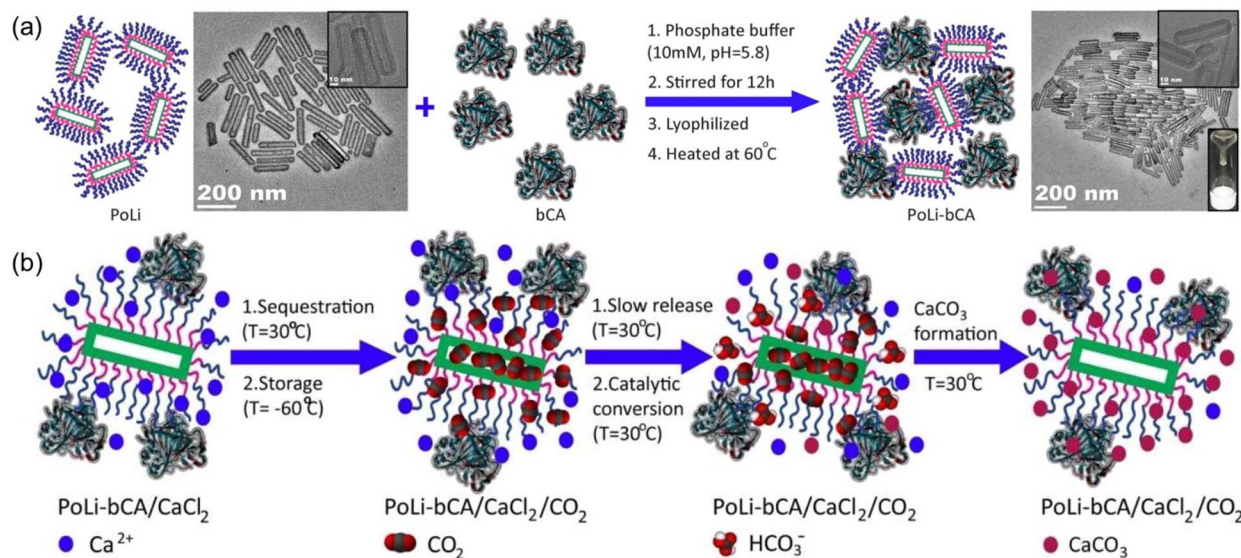 (a)
10 nm
200 nm
PoLi
+
bCA
1. Phosphate buffer
(10mM, pH=5.8)
2. Stirred for 12h
3. Lyophilized
4. Heated at 60°C
PoLi-bCA
10 nm
200 nm
(b)
1.Sequestration
(T=30°C)
2.Storage
(T= -60°C)
1.Slow release
(T=30°C)
2. Catalytic
conversion
(T=30°C)
CaCO₃
formation
T=30°C
PoLi-bCA/CaCl₂
PoLi-bCA/CaCl₂/CO₂
PoLi-bCA/CaCl₂/CO₂
PoLi-bCA/CaCl₂/CO₂
Ca²⁺
CO₂
HCO₃⁻
CaCO₃